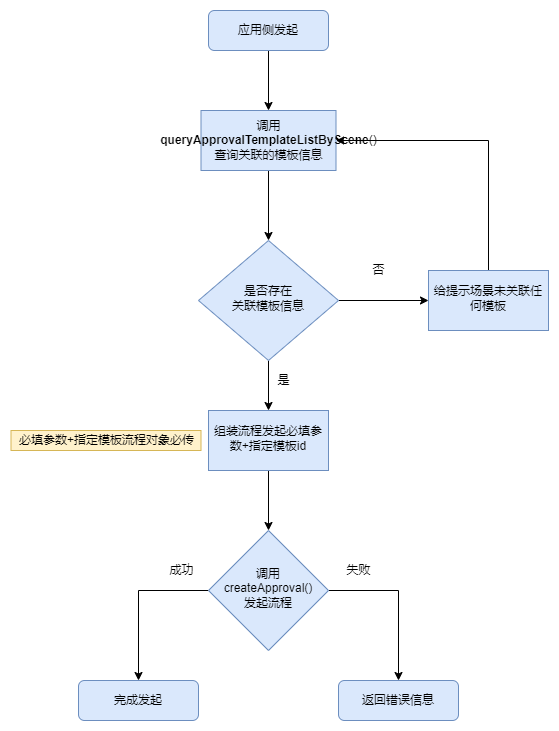 应用侧发起
调用
queryApprovalTemplateListByScene()
查询关联的模板信息
是否存在
关联模板信息
否
给提示场景未关联任
何模板
是
必填参数+指定模板流程对象必传
组装流程发起必填参
数+指定模板id
成功
失败
调用
createApproval()
发起流程
完成发起
返回错误信息